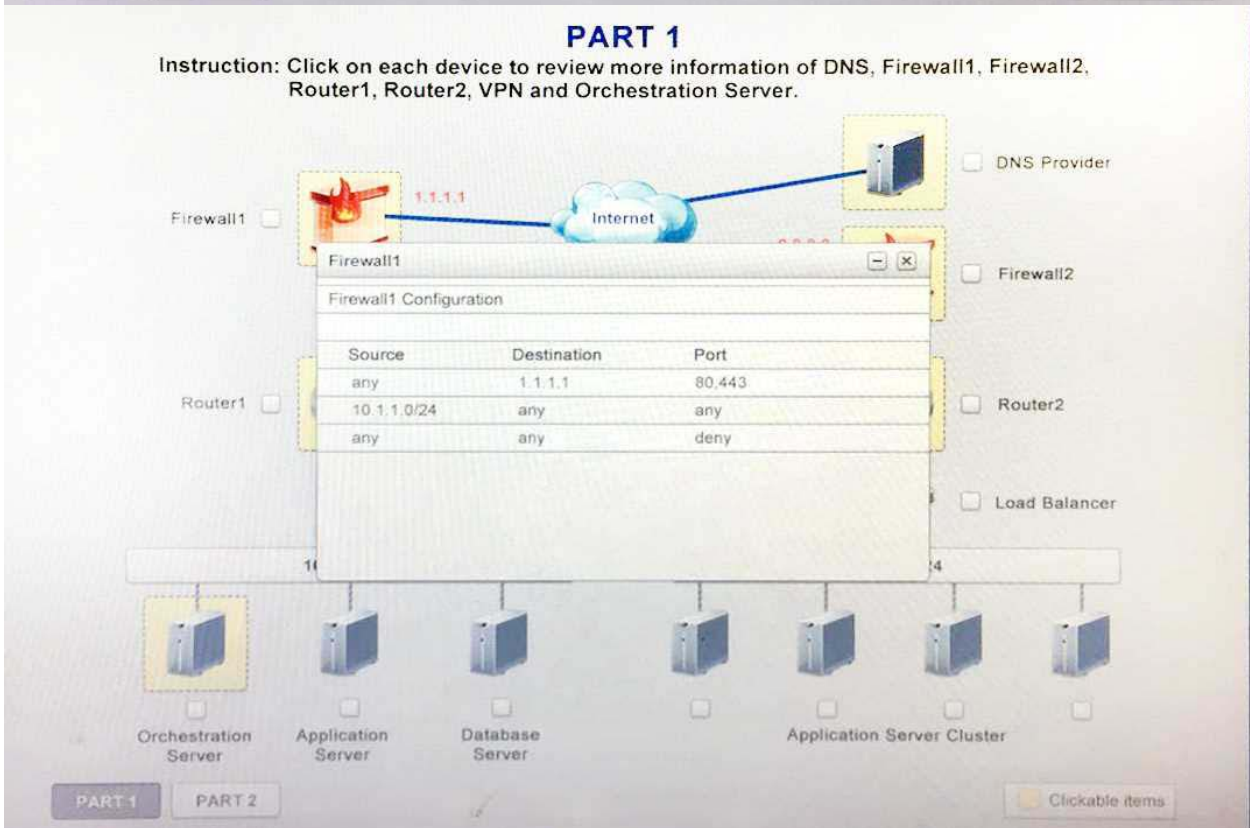 PART 1
Instruction: Click on each device to review more information of DNS, Firewall1, Firewall2,
Router1, Router2, VPN and Orchestration Server.
DNS Provider
1.1.1.1
Firewall1
Internet
Firewall2
Firewall1
Firewall1 Configuration
Source Destination Port
any 1.1.1.1 80,443
10.1.1.0/24 any any
any any deny
Router1
Router2
Load Balancer
Orchestration
Server
Application
Server
Database
Server
Application Server Cluster
PART 1
PART 2
Clickable items